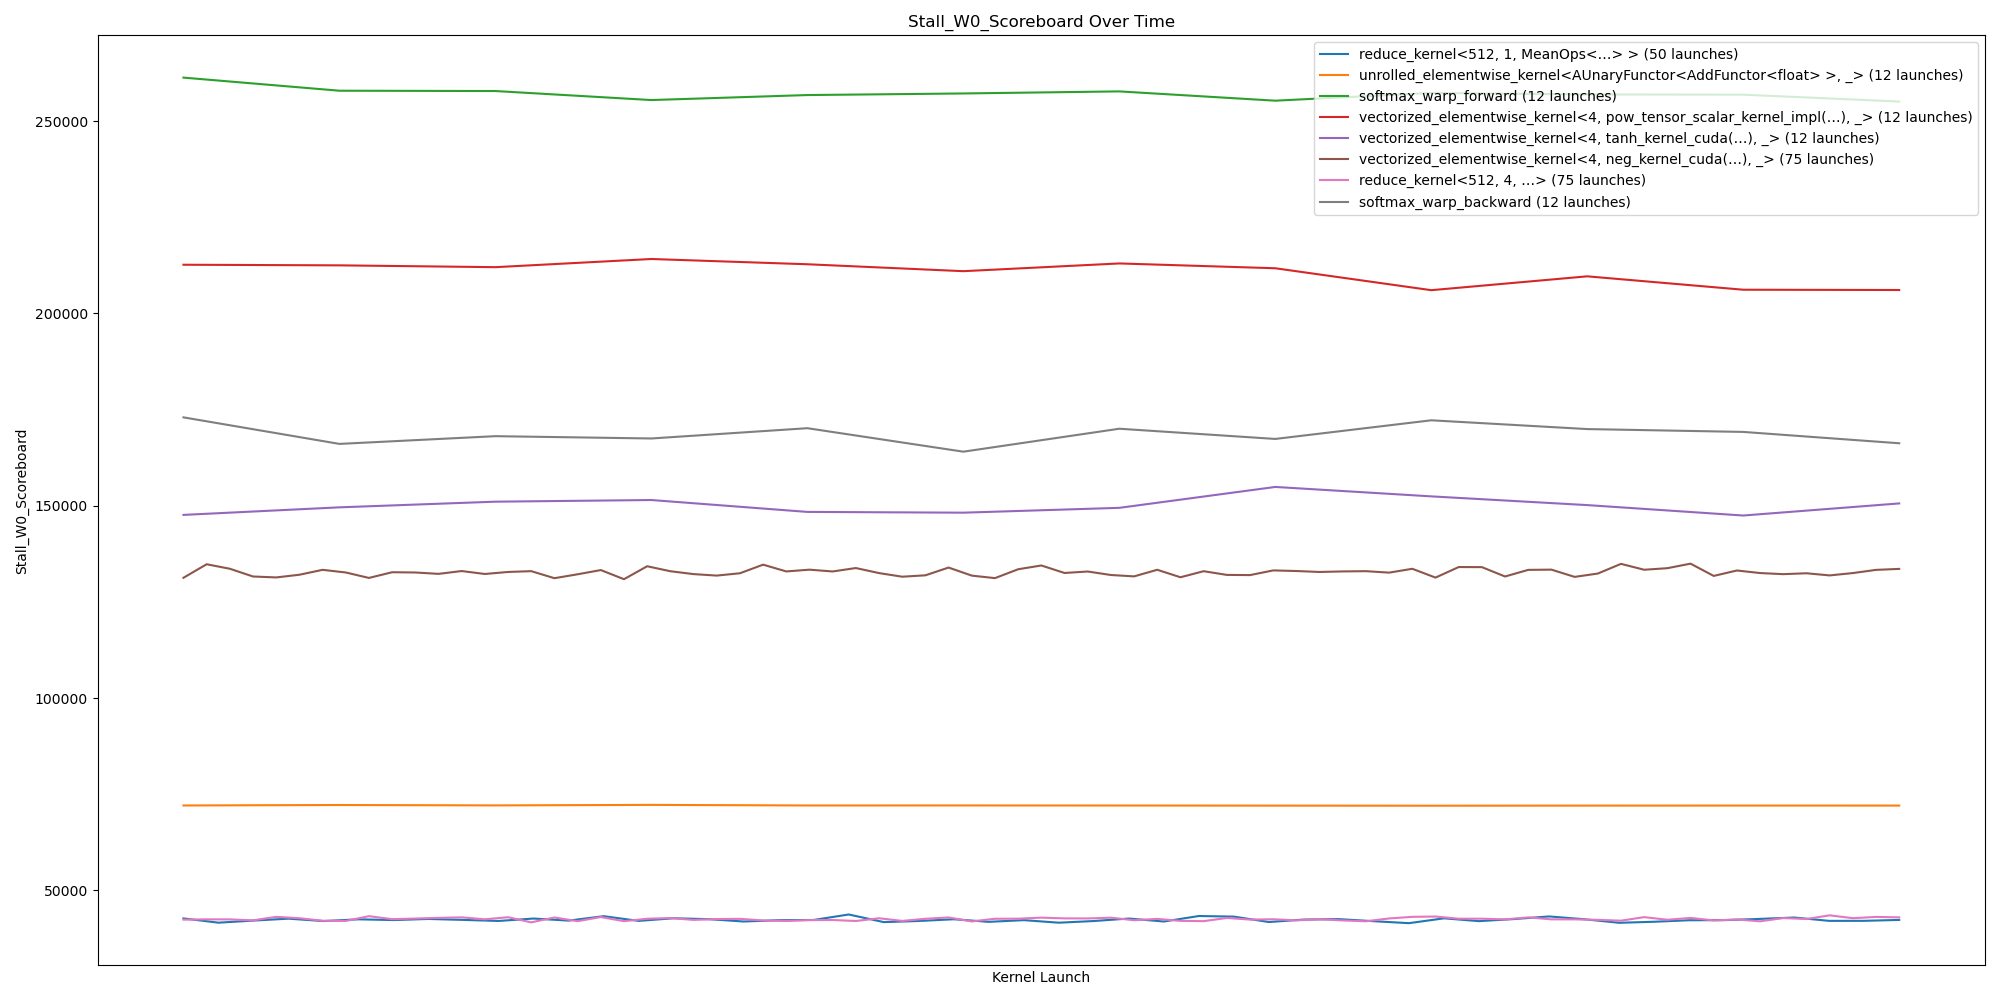 Stall_W0_Scoreboard Over Time
reduce_kernel<512, 1, MeanOps<...> > (50 launches)
unrolled_elementwise_kernel<AUnaryFunctor<AddFunctor<float> >, _> (12 launches)
softmax_warp_forward (12 launches)
vectorized_elementwise_kernel<4, pow_tensor_scalar_kernel_impl(...), _> (12 launches)
vectorized_elementwise_kernel<4, tanh_kernel_cuda(...), _> (12 launches)
vectorized_elementwise_kernel<4, neg_kernel_cuda(...), _> (75 launches)
reduce_kernel<512, 4, ...> (75 launches)
softmax_warp_backward (12 launches)
250000
200000
150000
100000
50000
Stall_W0_Scoreboard
Kernel Launch